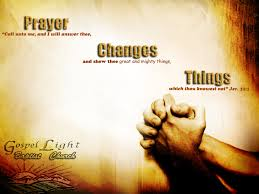 Prayer
"Call unto me, and I will answer thee,
Changes
and show thee great and mighty things,
Things
which thou knowest not" Jer. 33:3
Gospel Light
Baptist Church